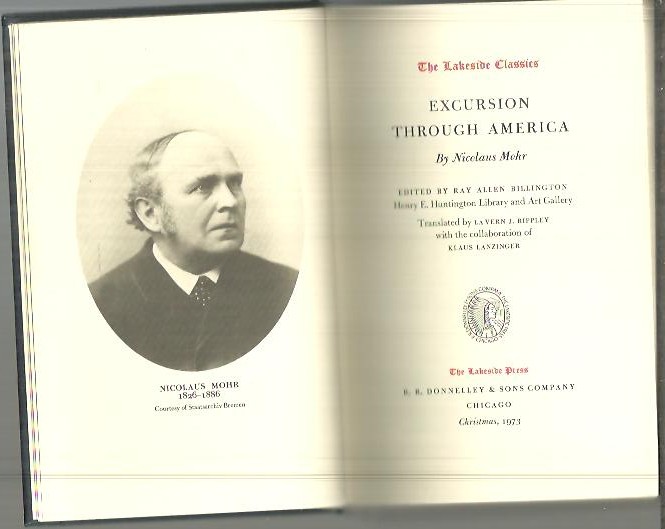 NICOLAUS MOHR
1826–1886
Courtesy of Staatsarchiv Bremen
The Lakeside Classics
EXCURSION
THROUGH AMERICA
By Nicolaus Mohr
EDITED BY RAY ALLEN BILLINGTON
Henry E. Huntington Library and Art Gallery
Translated by LAVERN J. RIPPLEY
with the collaboration of
KLAUS LANZINGER
The Lakeside Press
R. R. DONNELLEY & SONS COMPANY
CHICAGO
Christmas, 1973